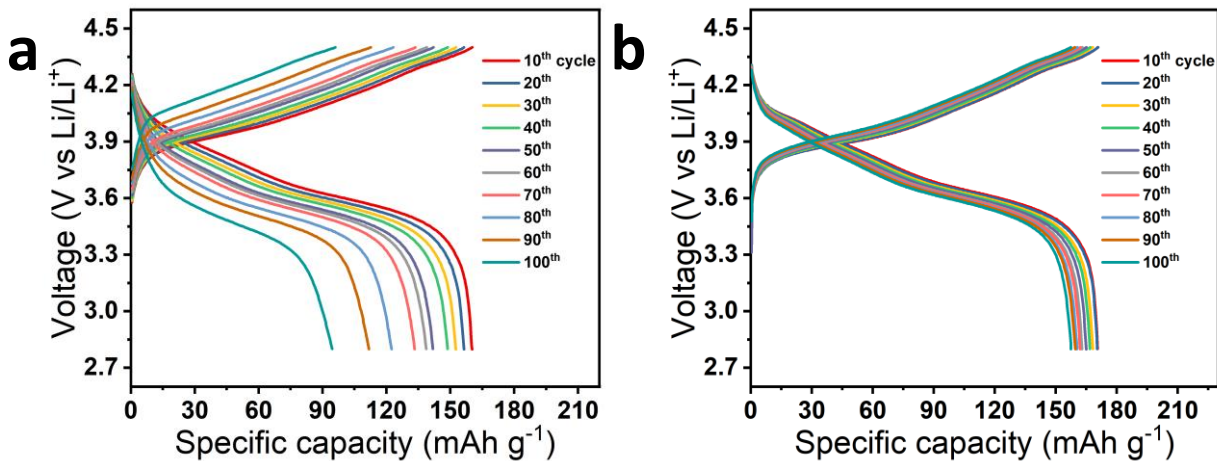 a
Voltage (V vs Li/Li⁺)
4.5
4.2
3.9
3.6
3.3
3.0
2.7
10ᵗʰ cycle
20ᵗʰ
30ᵗʰ
40ᵗʰ
50ᵗʰ
60ᵗʰ
70ᵗʰ
80ᵗʰ
90ᵗʰ
100ᵗʰ
0 30 60 90 120 150 180 210
Specific capacity (mAh g⁻¹)
b
Voltage (V vs Li/Li⁺)
4.5
4.2
3.9
3.6
3.3
3.0
2.7
10ᵗʰ cycle
20ᵗʰ
30ᵗʰ
40ᵗʰ
50ᵗʰ
60ᵗʰ
70ᵗʰ
80ᵗʰ
90ᵗʰ
100ᵗʰ
0 30 60 90 120 150 180 210
Specific capacity (mAh g⁻¹)